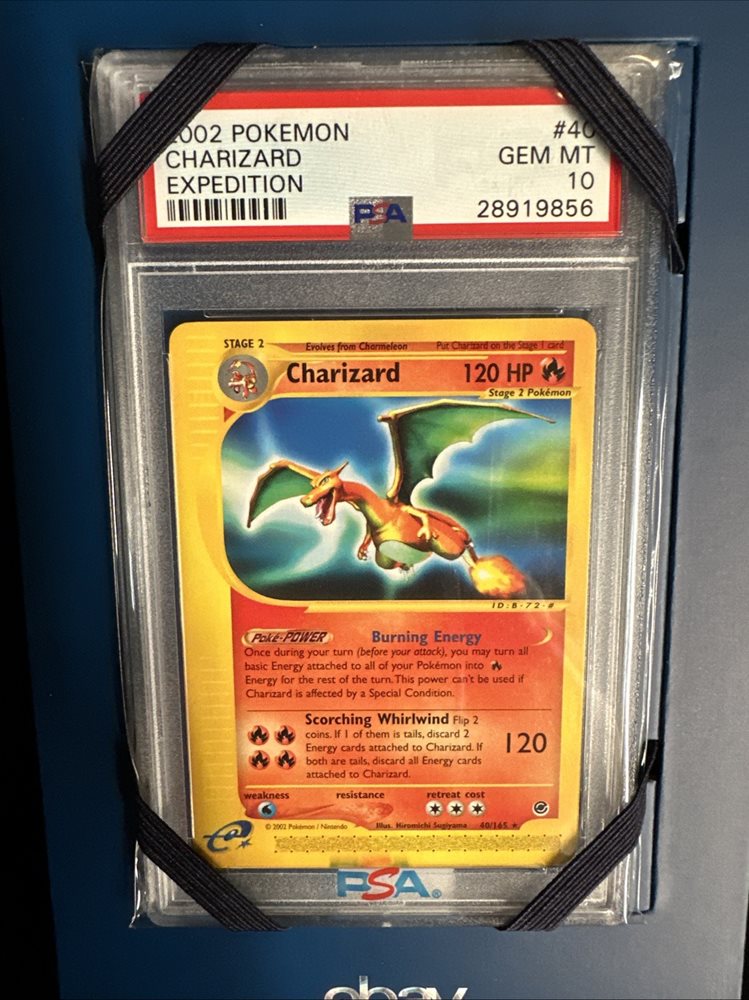 2002 POKEMON #40
CHARIZARD GEM MT
EXPEDITION 10
PSA 28919856
STAGE 2 Evolves from Charmeleon Put Charizard on the Stage 1 card
Charizard 120 HP
Stage 2 Pokémon
ID:B-72-#
Poké-POWER Burning Energy
Once during your turn (before your attack), you may turn all
basic Energy attached to all of your Pokémon into
Energy for the rest of the turn. This power can't be used if
Charizard is affected by a Special Condition.
Scorching Whirlwind Flip 2
coins. If 1 of them is tails, discard 2
Energy cards attached to Charizard. If
both are tails, discard all Energy cards
attached to Charizard.
120
weakness resistance retreat cost
© 2002 Pokémon / Nintendo Illus. Hiromichi Sugiyama 40/165 ★
e
PSA®
ebay